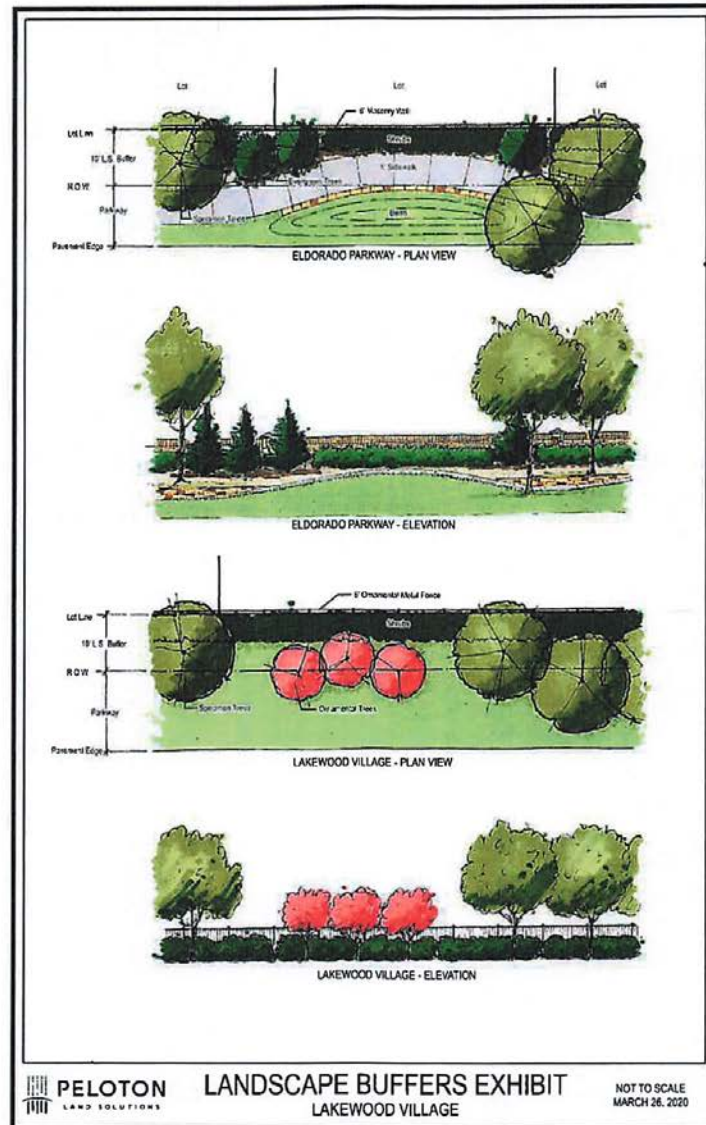 Lot
Lot
Lot
6' Masonry Wall
Lot Line
Shrubs
10' L.S. Buffer
Sidewalk
R.O.W.
Evergreen Trees
Parkway
Specimen Trees
Berm
Pavement Edge
ELDORADO PARKWAY - PLAN VIEW
ELDORADO PARKWAY - ELEVATION
6' Ornamental Metal Fence
Lot Line
Shrubs
10' L.S. Buffer
R.O.W.
Specimen Trees
Ornamental Trees
Parkway
Pavement Edge
LAKEWOOD VILLAGE - PLAN VIEW
LAKEWOOD VILLAGE - ELEVATION
PELOTON
LAND SOLUTIONS
LANDSCAPE BUFFERS EXHIBIT
LAKEWOOD VILLAGE
NOT TO SCALE
MARCH 26, 2020